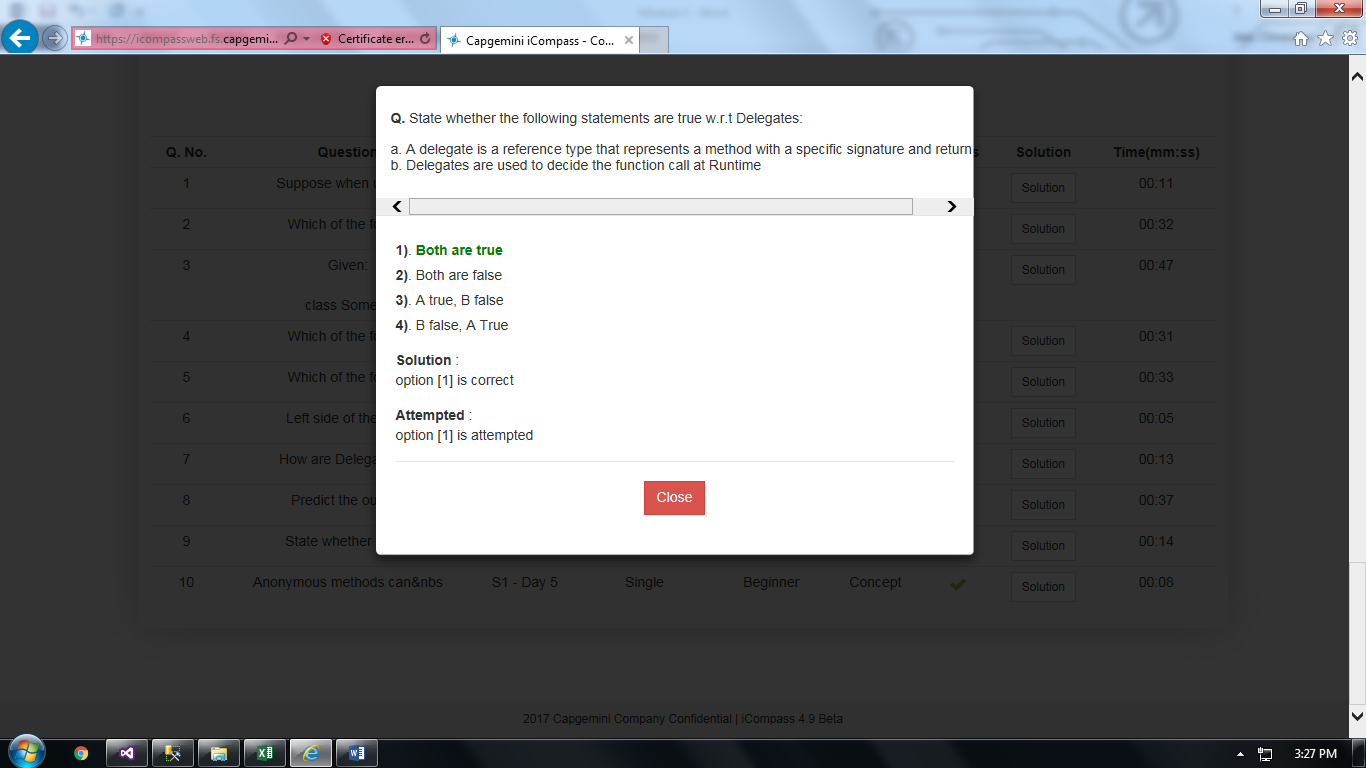 https://icompassweb.fs.capgemi...
Certificate er...
Capgemini iCompass - Co...
Q. State whether the following statements are true w.r.t Delegates:
a. A delegate is a reference type that represents a method with a specific signature and return
b. Delegates are used to decide the function call at Runtime
1). Both are true
2). Both are false
3). A true, B false
4). B false, A True
Solution :
option [1] is correct
Attempted :
option [1] is attempted
Close
Q. No. Question s Solution Time(mm:ss)
1 Suppose when Solution 00:11
2 Which of the f Solution 00:32
3 Given: Solution 00:47
class Some
4 Which of the f Solution 00:31
5 Which of the f Solution 00:33
6 Left side of the Solution 00:05
7 How are Delega Solution 00:13
8 Predict the ou Solution 00:37
9 State whether Solution 00:14
10 Anonymous methods can&nbs S1 - Day 5 Single Beginner Concept Solution 00:08
2017 Capgemini Company Confidential | iCompass 4.9 Beta
3:27 PM